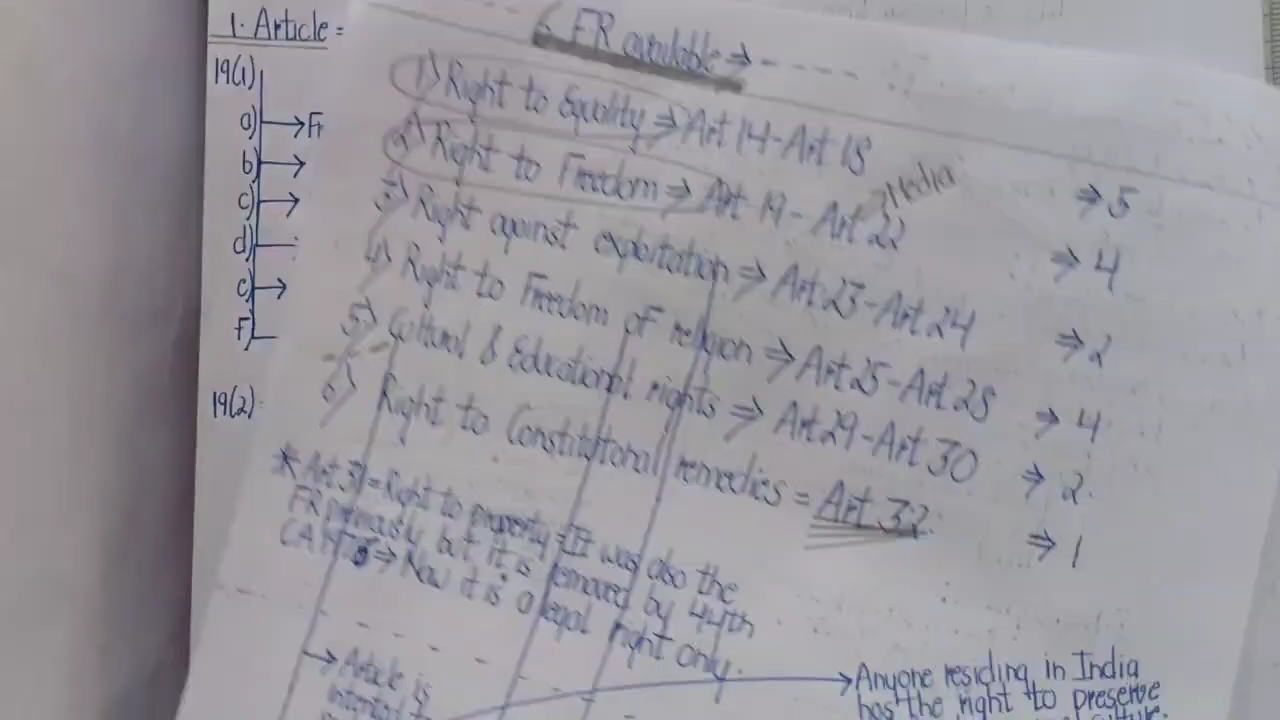 1. Article =
19(1)
a) → Fr
b) →
c) →
d)
e) →
F)
19(2)
6 FR available ⇒ - - - - -
1) Right to Equality ⇒ Art 14 - Art 18 ⇒ 5
2) Right to Freedom ⇒ Art 19 - Art 22 ⇒ 4
→ Media
3) Right against exploitation ⇒ Art 23 - Art 24 ⇒ 2
4) Right to Freedom of religion ⇒ Art 25 - Art 28 ⇒ 4
5) Cultural & Educational rights ⇒ Art 29 - Art 30 ⇒ 2
6) Right to Constitutional remedies = Art 32 ⇒ 1
* Art 31 = Right to property = It was also the
FR previously but it is removed by 44th
⇒ Now it is a legal right only.
→ Article is
→ Anyone residing in India
has the right to preserve